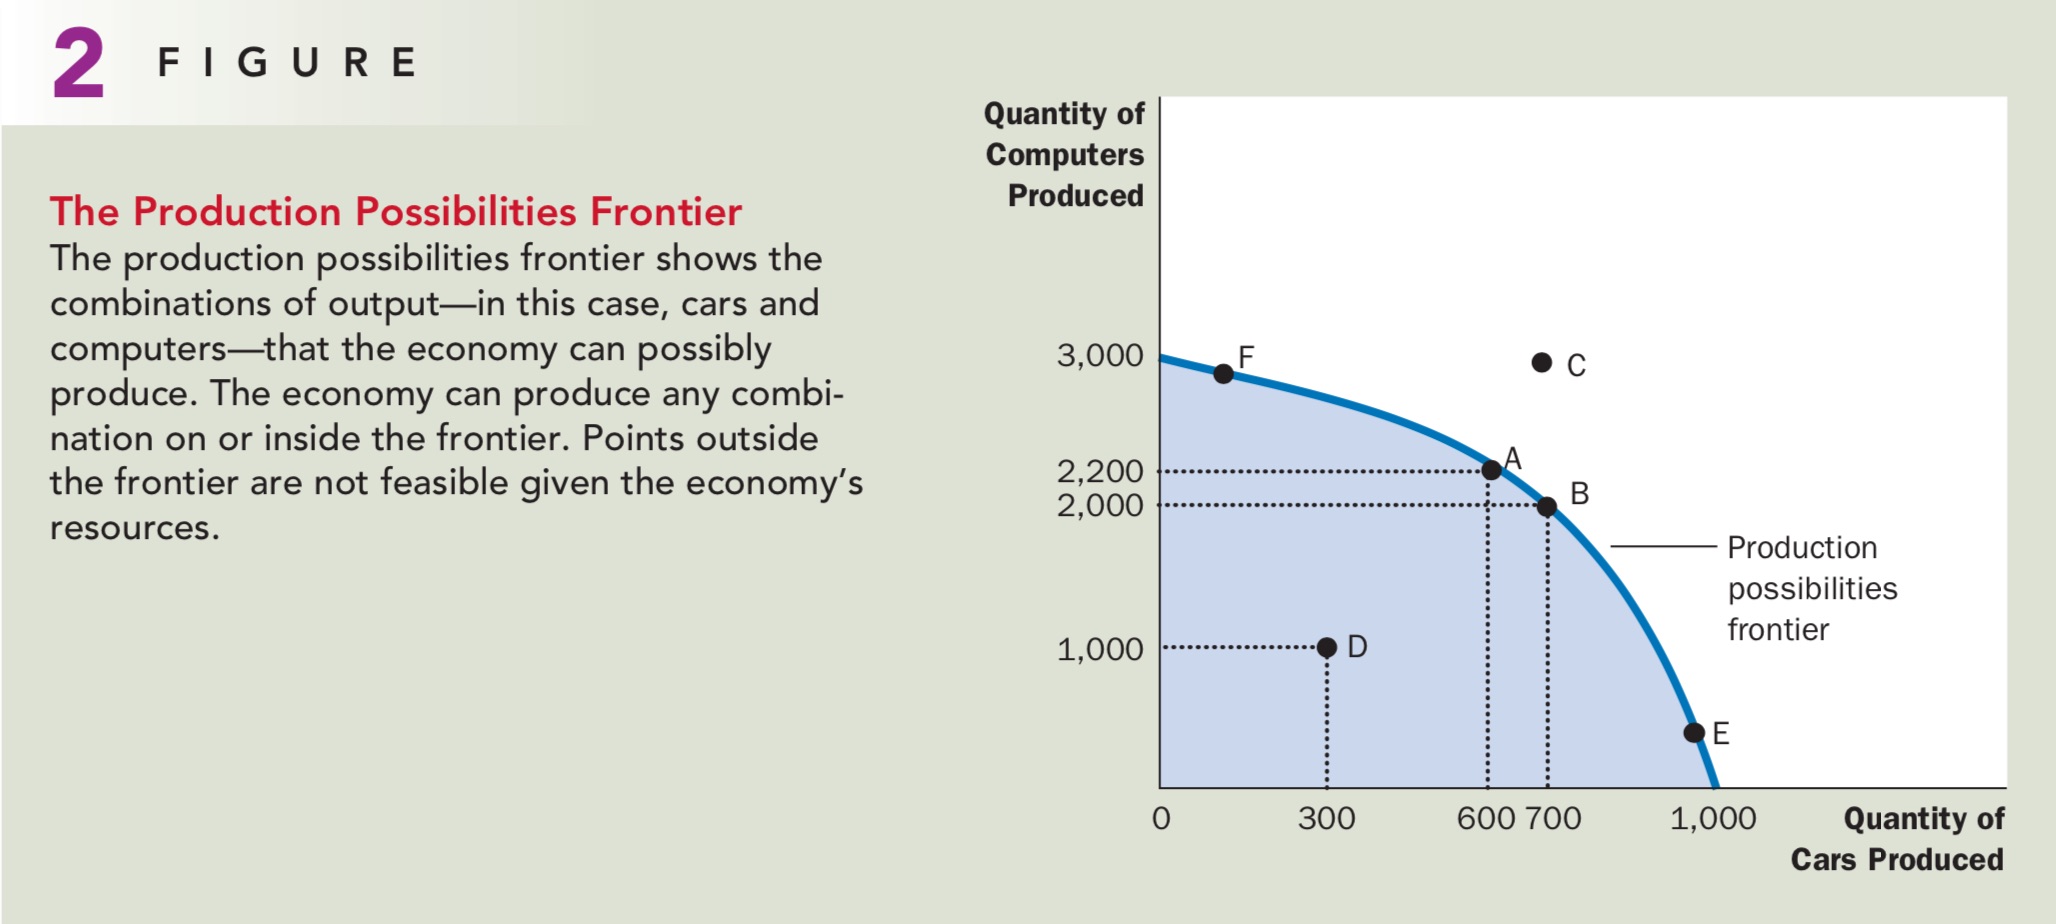 2 FIGURE
The Production Possibilities Frontier
The production possibilities frontier shows the
combinations of output—in this case, cars and
computers—that the economy can possibly
produce. The economy can produce any combi-
nation on or inside the frontier. Points outside
the frontier are not feasible given the economy’s
resources.
Quantity of
Computers
Produced
3,000
F
C
2,200
A
2,000
B
Production
possibilities
frontier
1,000
D
E
0 300 600 700 1,000
Quantity of
Cars Produced